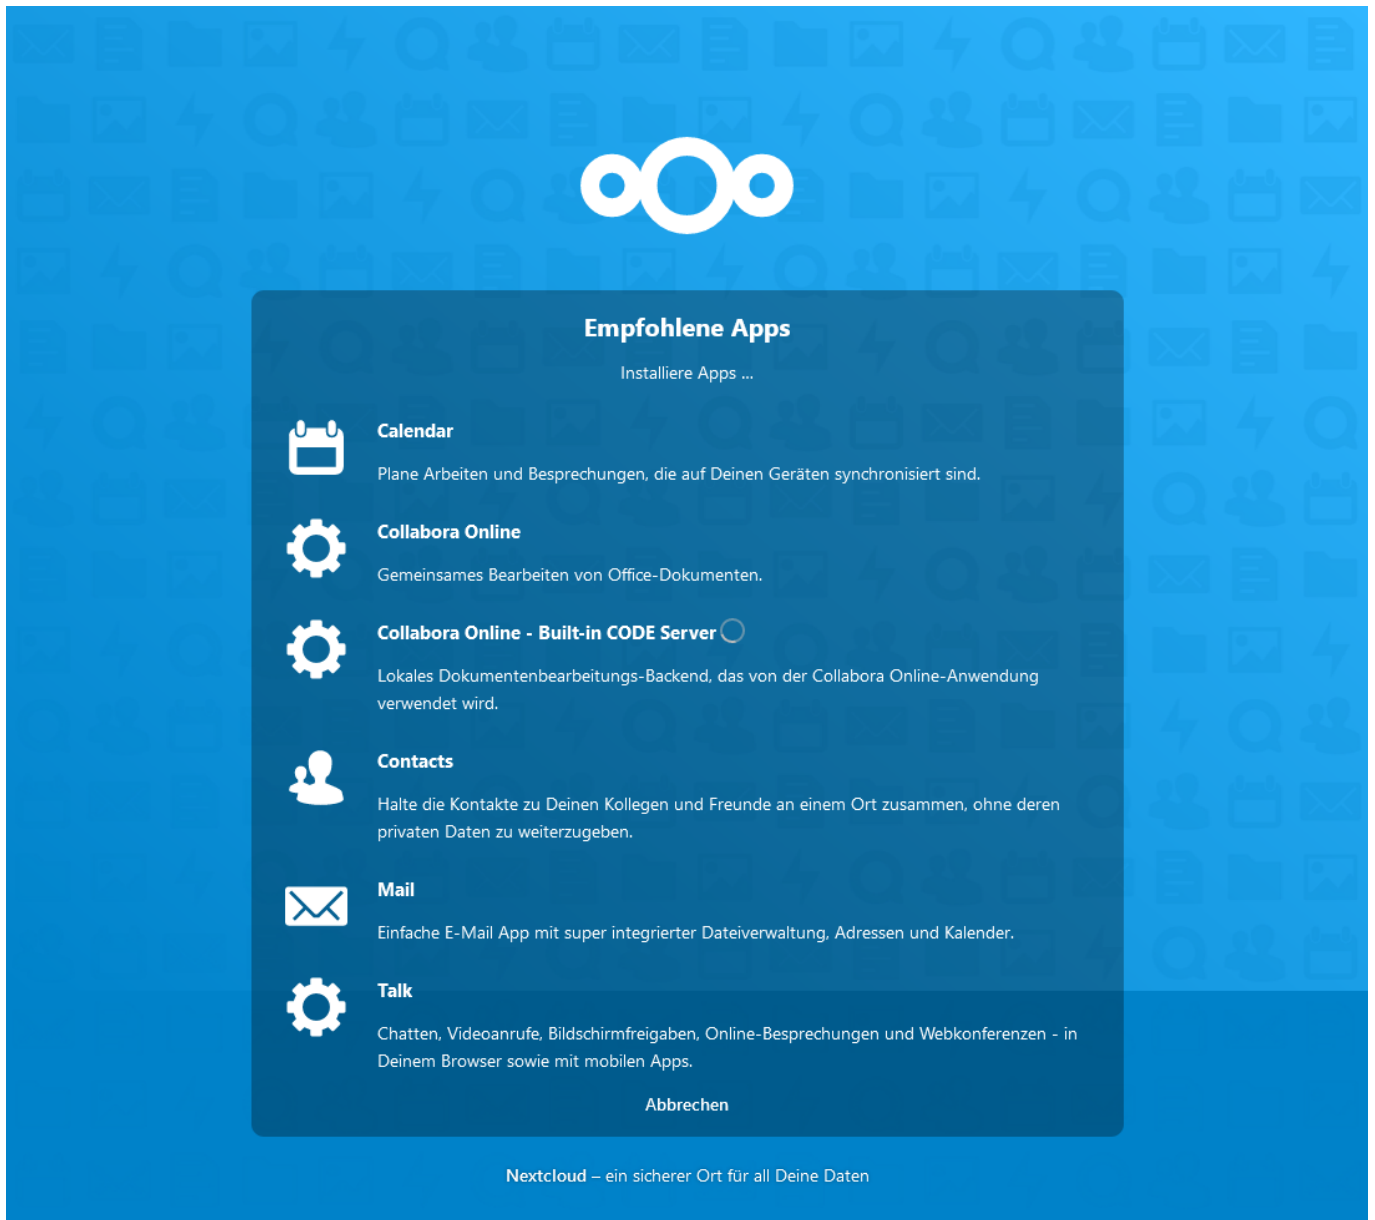 Empfohlene Apps
Installiere Apps ...
Calendar
Plane Arbeiten und Besprechungen, die auf Deinen Geräten synchronisiert sind.
Collabora Online
Gemeinsames Bearbeiten von Office-Dokumenten.
Collabora Online - Built-in CODE Server
Lokales Dokumentenbearbeitungs-Backend, das von der Collabora Online-Anwendung
verwendet wird.
Contacts
Halte die Kontakte zu Deinen Kollegen und Freunde an einem Ort zusammen, ohne deren
privaten Daten zu weiterzugeben.
Mail
Einfache E-Mail App mit super integrierter Dateiverwaltung, Adressen und Kalender.
Talk
Chatten, Videoanrufe, Bildschirmfreigaben, Online-Besprechungen und Webkonferenzen - in
Deinem Browser sowie mit mobilen Apps.
Abbrechen
Nextcloud – ein sicherer Ort für all Deine Daten